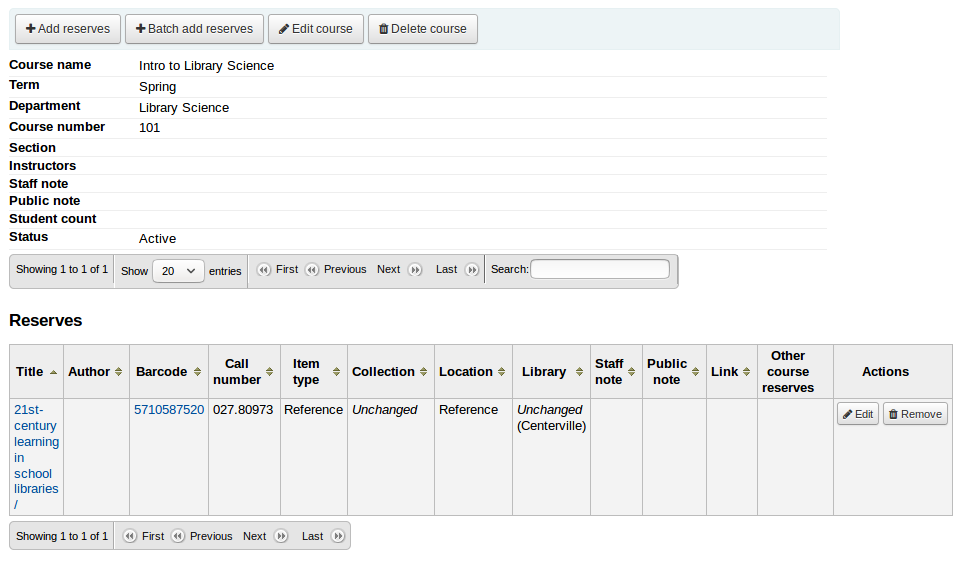 Add reserves Batch add reserves Edit course Delete course
Course name Intro to Library Science
Term Spring
Department Library Science
Course number 101
Section
Instructors
Staff note
Public note
Student count
Status Active
Showing 1 to 1 of 1 Show 20 entries First Previous Next Last Search:
Reserves
Title Author Barcode Call number Item type Collection Location Library Staff note Public note Link Other course reserves Actions
21st-century learning in school libraries / 5710587520 027.80973 Reference Unchanged Reference Unchanged (Centerville) Edit Remove
Showing 1 to 1 of 1 First Previous Next Last